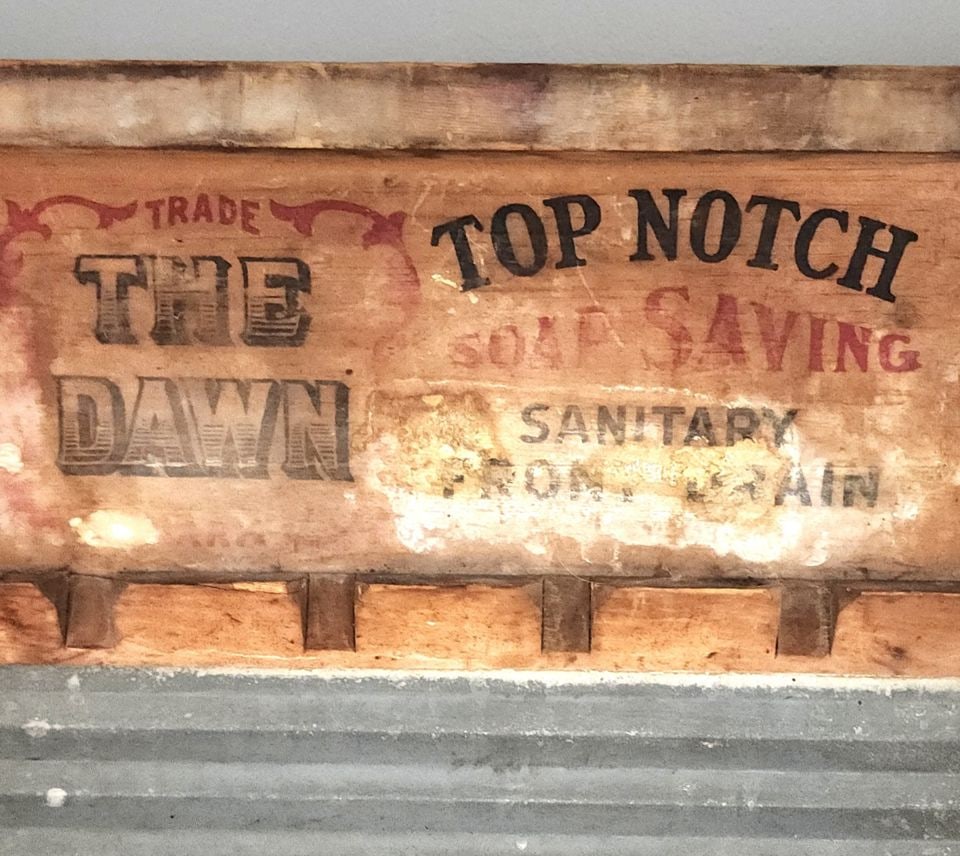 TRADE
THE
DAWN
TOP NOTCH
SOAP SAVING
SANITARY
FRONT DRAIN